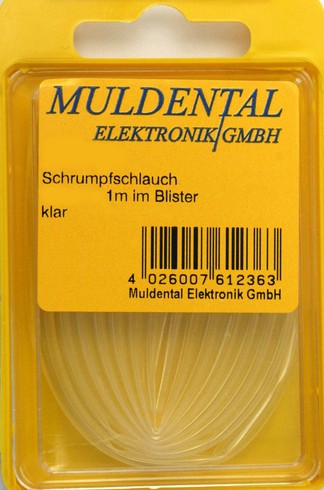 MULDENTAL
ELEKTRONIK GMBH
Schrumpfschlauch
1m im Blister
klar
4 026007 612363
Muldental Elektronik GmbH